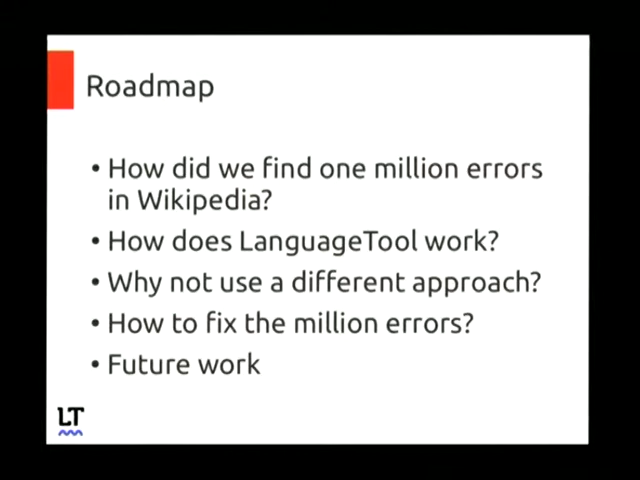 Roadmap
• How did we find one million errors
in Wikipedia?
• How does LanguageTool work?
• Why not use a different approach?
• How to fix the million errors?
• Future work
LT